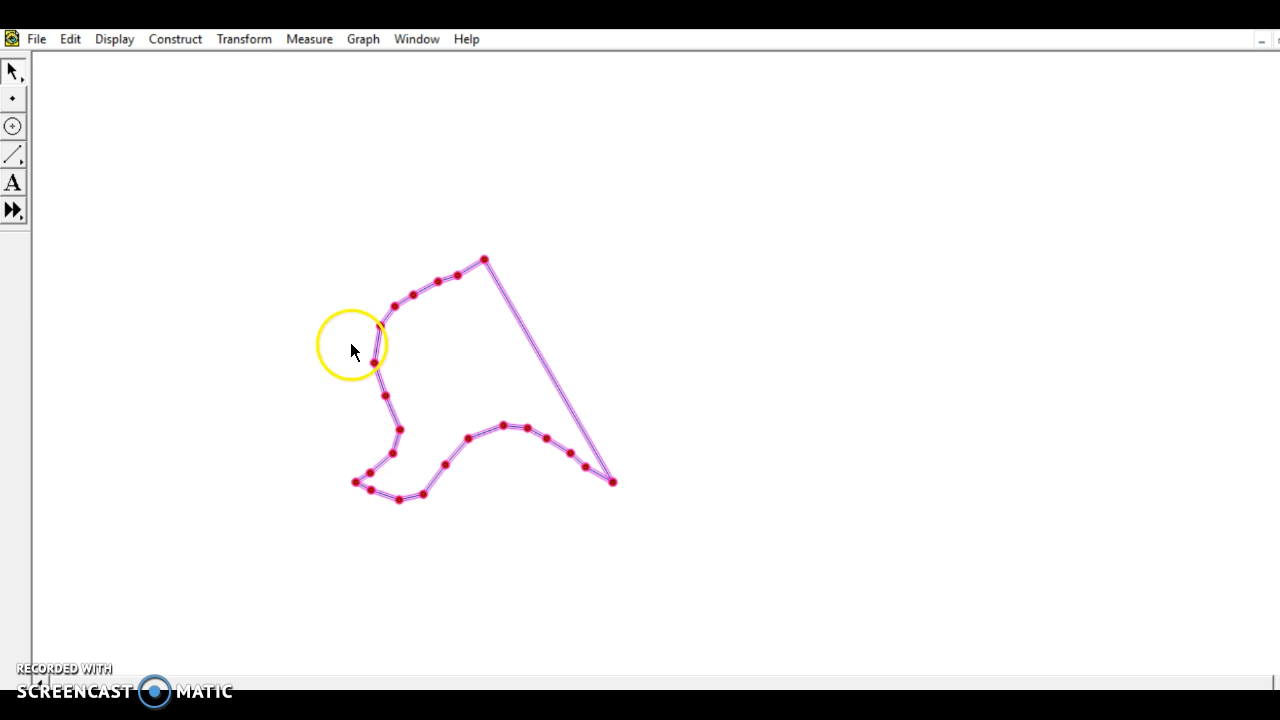 File Edit Display Construct Transform Measure Graph Window Help
A
RECORDED WITH
SCREENCAST MATIC